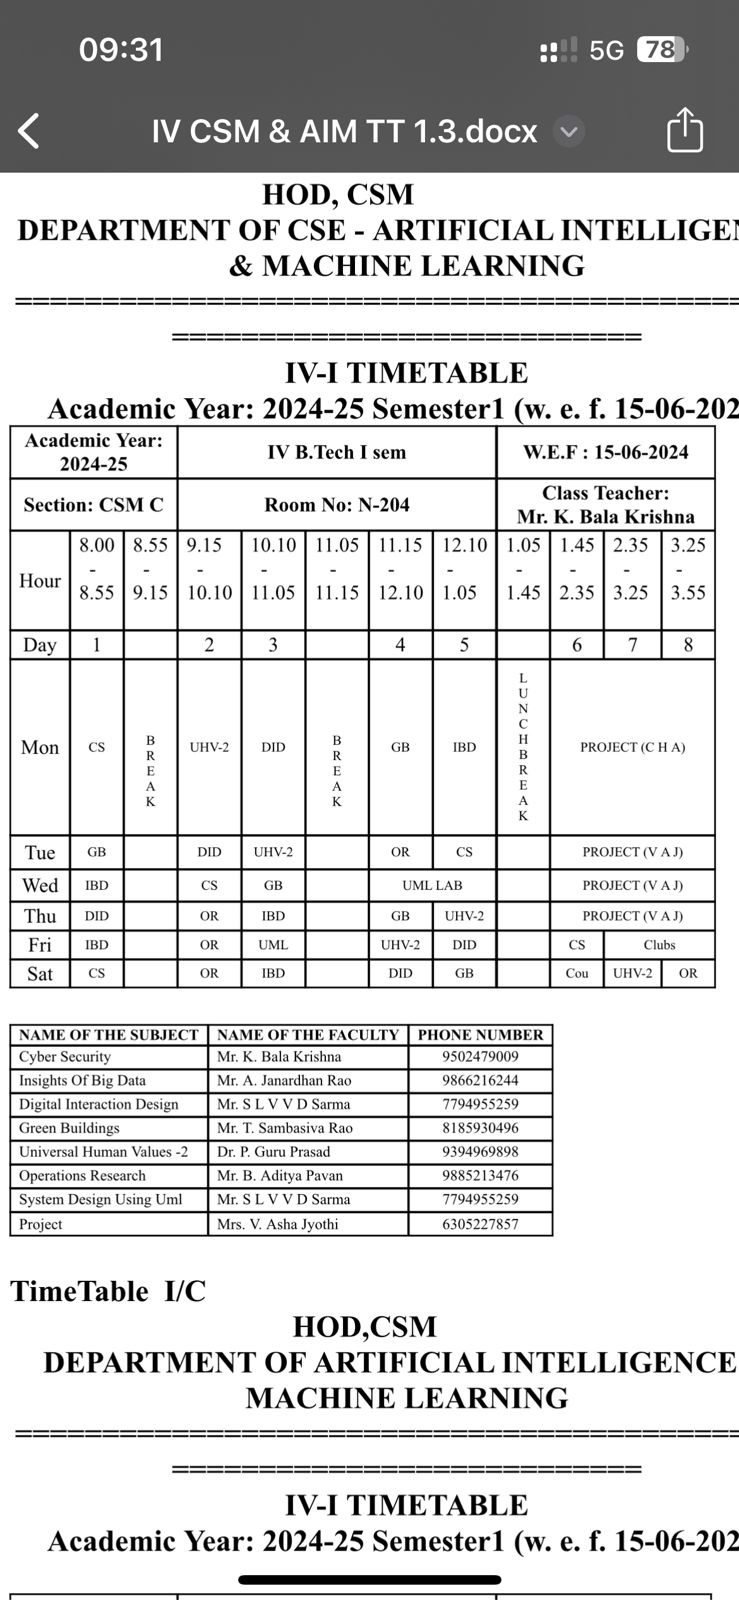 09:31
5G 78
IV CSM & AIM TT 1.3.docx
HOD, CSM
DEPARTMENT OF CSE - ARTIFICIAL INTELLIGEN
& MACHINE LEARNING
=============================================
=============================
IV-I TIMETABLE
Academic Year: 2024-25 Semester1 (w. e. f. 15-06-202
Academic Year: 2024-25 IV B.Tech I sem W.E.F : 15-06-2024
Section: CSM C Room No: N-204 Class Teacher: Mr. K. Bala Krishna
Hour 8.00 - 8.55 8.55 - 9.15 9.15 - 10.10 10.10 - 11.05 11.05 - 11.15 11.15 - 12.10 12.10 - 1.05 1.05 - 1.45 1.45 - 2.35 2.35 - 3.25 3.25 - 3.55
Day 1 2 3 4 5 6 7 8
Mon CS BREAK UHV-2 DID BREAK GB IBD LUNCHBREAK PROJECT (C H A)
Tue GB DID UHV-2 OR CS PROJECT (V A J)
Wed IBD CS GB UML LAB PROJECT (V A J)
Thu DID OR IBD GB UHV-2 PROJECT (V A J)
Fri IBD OR UML UHV-2 DID CS Clubs
Sat CS OR IBD DID GB Cou UHV-2 OR
NAME OF THE SUBJECT NAME OF THE FACULTY PHONE NUMBER
Cyber Security Mr. K. Bala Krishna 9502479009
Insights Of Big Data Mr. A. Janardhan Rao 9866216244
Digital Interaction Design Mr. S L V V D Sarma 7794955259
Green Buildings Mr. T. Sambasiva Rao 8185930496
Universal Human Values -2 Dr. P. Guru Prasad 9394969898
Operations Research Mr. B. Aditya Pavan 9885213476
System Design Using Uml Mr. S L V V D Sarma 7794955259
Project Mrs. V. Asha Jyothi 6305227857
TimeTable I/C
HOD,CSM
DEPARTMENT OF ARTIFICIAL INTELLIGENCE
MACHINE LEARNING
=============================================
=============================
IV-I TIMETABLE
Academic Year: 2024-25 Semester1 (w. e. f. 15-06-202